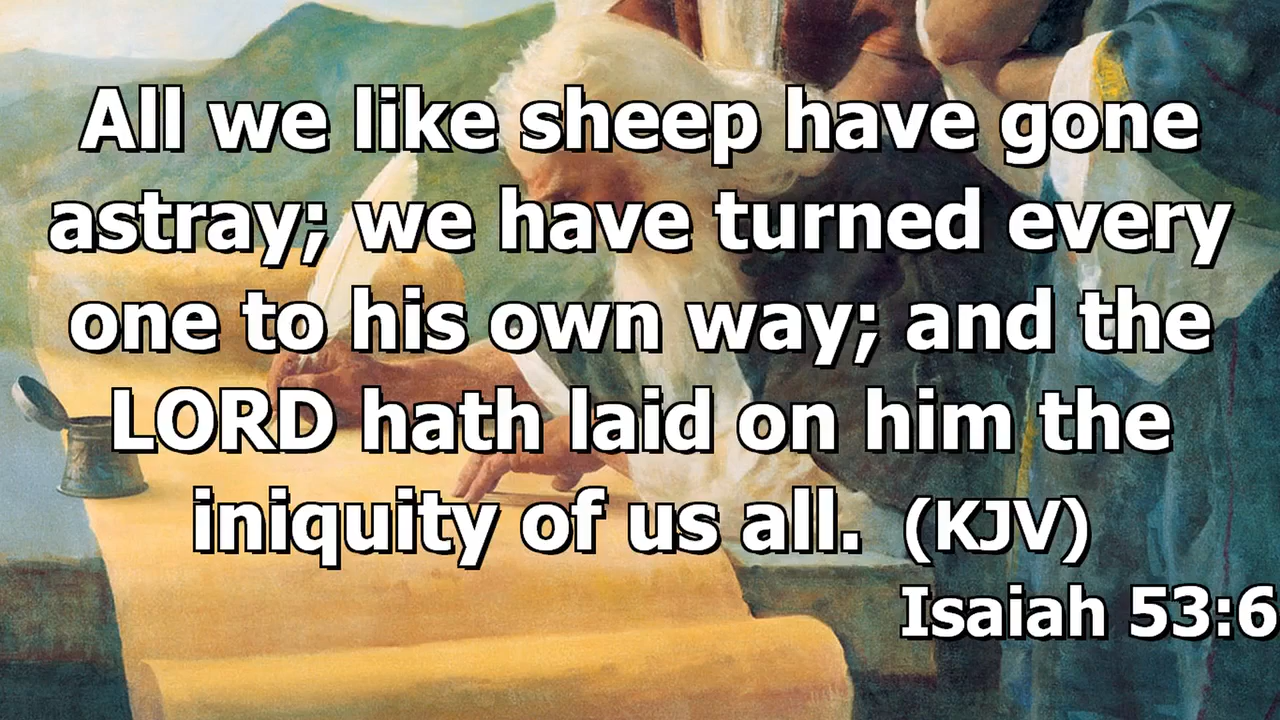 All we like sheep have gone
astray; we have turned every
one to his own way; and the
LORD hath laid on him the
iniquity of us all. (KJV)
Isaiah 53:6